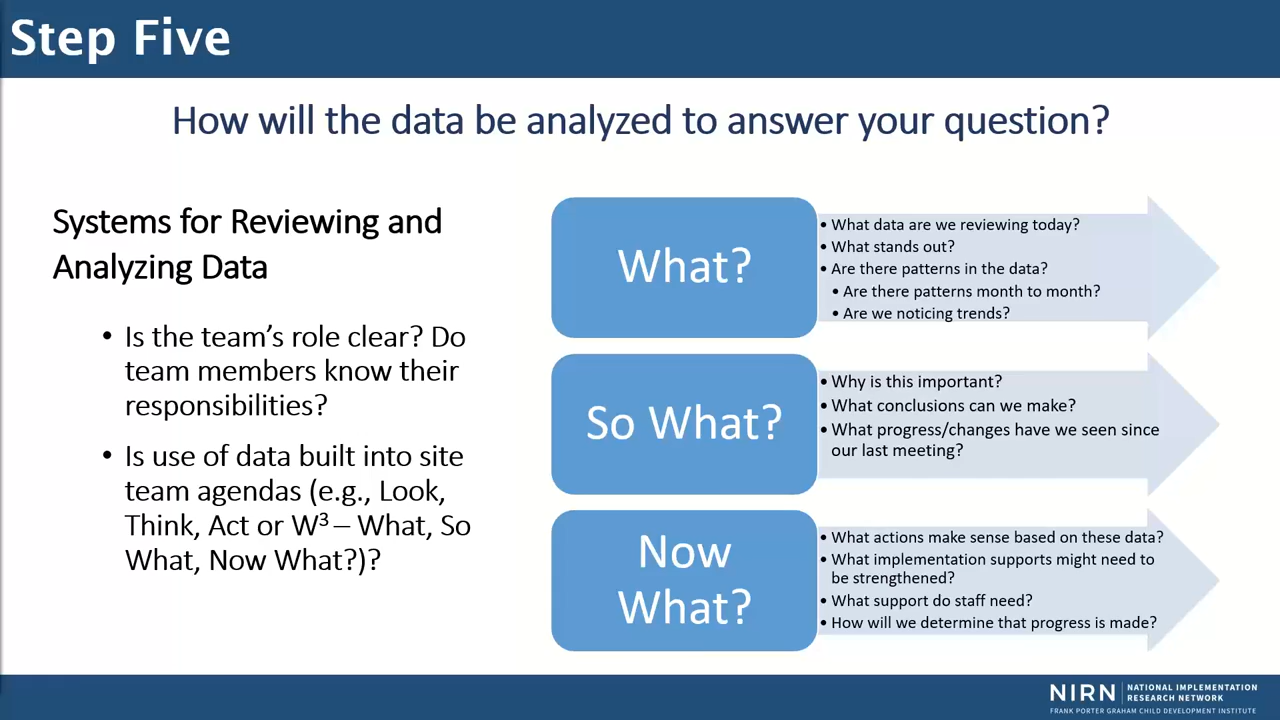 Step Five
How will the data be analyzed to answer your question?
Systems for Reviewing and
Analyzing Data
• Is the team's role clear? Do
team members know their
responsibilities?
• Is use of data built into site
team agendas (e.g., Look,
Think, Act or W³ – What, So
What, Now What?)?
What?
• What data are we reviewing today?
• What stands out?
• Are there patterns in the data?
• Are there patterns month to month?
• Are we noticing trends?
So What?
• Why is this important?
• What conclusions can we make?
• What progress/changes have we seen since
our last meeting?
Now
What?
• What actions make sense based on these data?
• What implementation supports might need to
be strengthened?
• What support do staff need?
• How will we determine that progress is made?
NIRN
NATIONAL IMPLEMENTATION
RESEARCH NETWORK
FRANK PORTER GRAHAM CHILD DEVELOPMENT INSTITUTE